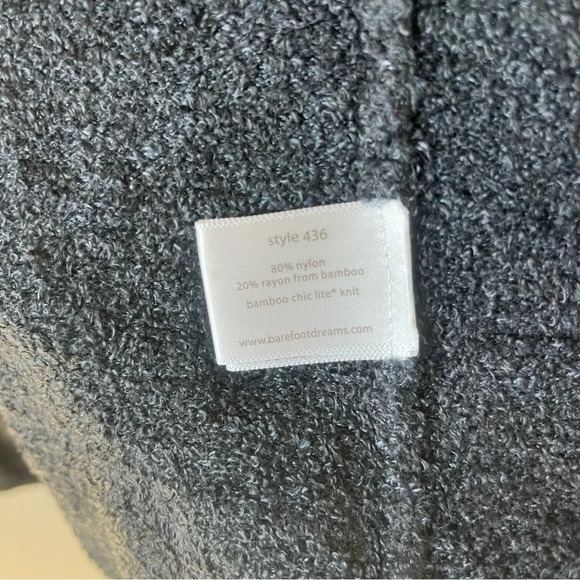 style 436
80% nylon
20% rayon from bamboo
bamboo chic lite® knit
www.barefootdreams.com